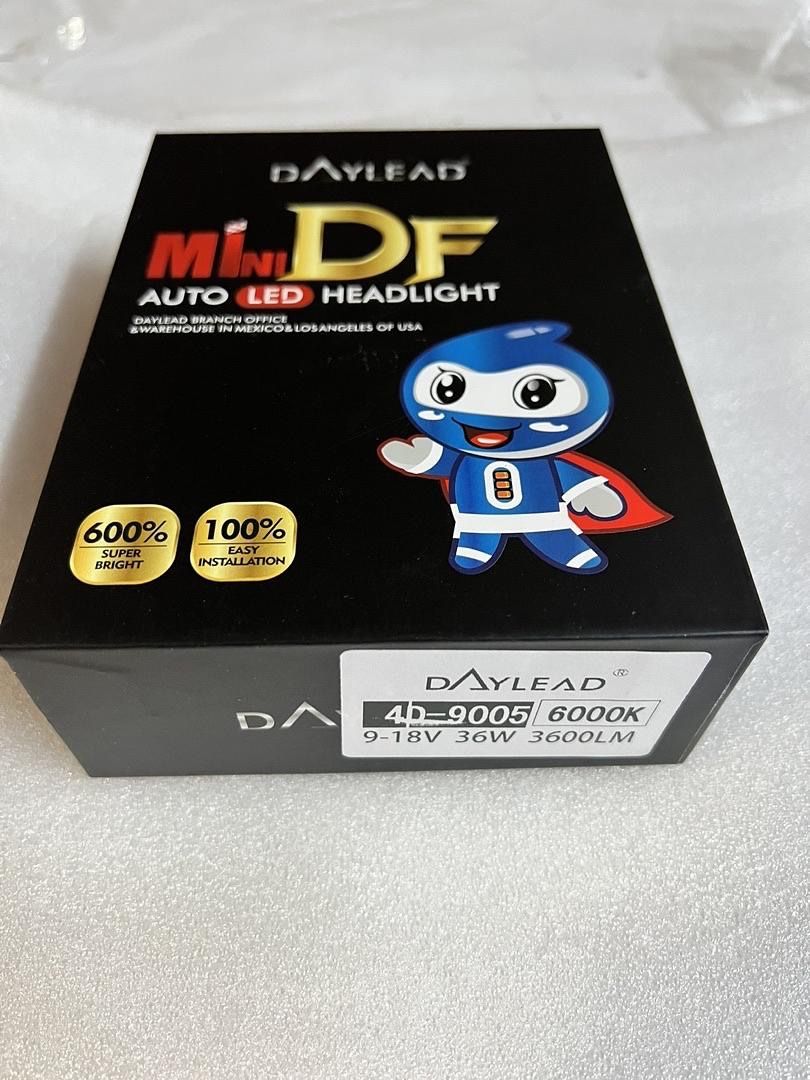 DAYLEAD
MiNi DF
AUTO LED HEADLIGHT
DAYLEAD BRANCH OFFICE
&WAREHOUSE IN MEXICO&LOSANGELES OF USA
600%
SUPER
BRIGHT
100%
EASY
INSTALLATION
DAYLEAD®
4D-9005 6000K
9-18V 36W 3600LM
DAY